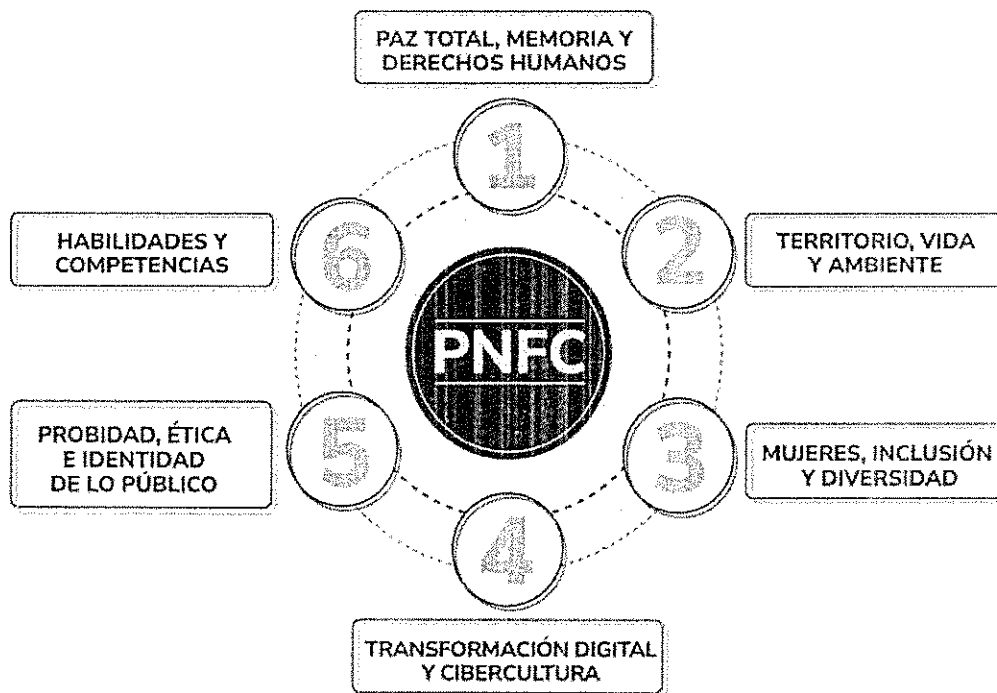 PAZ TOTAL, MEMORIA Y
DERECHOS HUMANOS
1
2
TERRITORIO, VIDA
Y AMBIENTE
3
MUJERES, INCLUSIÓN
Y DIVERSIDAD
4
TRANSFORMACIÓN DIGITAL
Y CIBERCULTURA
5
PROBIDAD, ÉTICA
E IDENTIDAD
DE LO PÚBLICO
6
HABILIDADES Y
COMPETENCIAS
PNFC